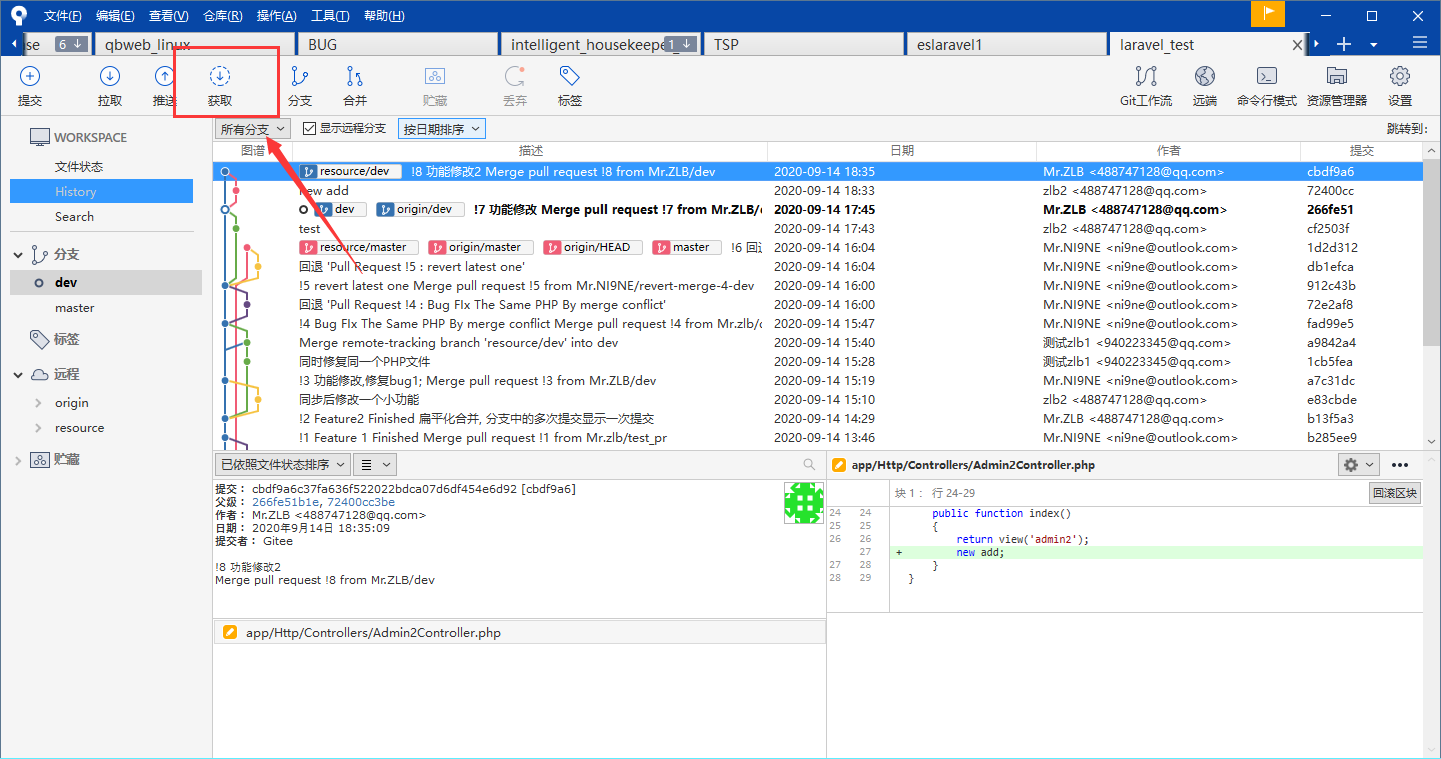 文件(F) 编辑(E) 查看(V) 仓库(R) 操作(A) 工具(T) 帮助(H)
se 6 qbweb_linux BUG intelligent_housekeepe 1 TSP eslaravel1 laravel_test
提交 拉取 推送 获取 分支 合并 贮藏 丢弃 标签 Git工作流 远端 命令行模式 资源管理器 设置
所有分支 显示远程分支 按日期排序 跳转到:
WORKSPACE
文件状态
History
Search
分支
dev
master
标签
远程
origin
resource
贮藏
图谱 描述 日期 作者 提交
resource/dev !8 功能修改2 Merge pull request !8 from Mr.ZLB/dev 2020-09-14 18:35 Mr.ZLB <488747128@qq.com> cbdf9a6
new add 2020-09-14 18:33 zlb2 <488747128@qq.com> 72400cc
dev origin/dev !7 功能修改 Merge pull request !7 from Mr.ZLB/ 2020-09-14 17:45 Mr.ZLB <488747128@qq.com> 266fe51
test 2020-09-14 17:43 zlb2 <488747128@qq.com> cf2503f
resource/master origin/master origin/HEAD master !6 回 2020-09-14 16:04 Mr.NI9NE <ni9ne@outlook.com> 1d2d312
回退 'Pull Request !5 : revert latest one' 2020-09-14 16:04 Mr.NI9NE <ni9ne@outlook.com> db1efca
!5 revert latest one Merge pull request !5 from Mr.NI9NE/revert-merge-4-dev 2020-09-14 16:00 Mr.NI9NE <ni9ne@outlook.com> 912c43b
回退 'Pull Request !4 : Bug FIx The Same PHP By merge conflict' 2020-09-14 16:00 Mr.NI9NE <ni9ne@outlook.com> 72e2af8
!4 Bug FIx The Same PHP By merge conflict Merge pull request !4 from Mr.zlb/ 2020-09-14 15:47 Mr.NI9NE <ni9ne@outlook.com> fad99e5
Merge remote-tracking branch 'resource/dev' into dev 2020-09-14 15:40 测试zlb1 <940223345@qq.com> a9842a4
同时修复同一个PHP文件 2020-09-14 15:28 测试zlb1 <940223345@qq.com> 1cb5fea
!3 功能修改,修复bug1; Merge pull request !3 from Mr.ZLB/dev 2020-09-14 15:19 Mr.NI9NE <ni9ne@outlook.com> a7c31dc
同步后修改一个小功能 2020-09-14 15:10 zlb2 <488747128@qq.com> e83cbde
!2 Feature2 Finished 扁平化合并, 分支中的多次提交显示一次提交 2020-09-14 14:29 Mr.ZLB <488747128@qq.com> b13f5a3
!1 Feature 1 Finished Merge pull request !1 from Mr.zlb/test_pr 2020-09-14 13:46 Mr.NI9NE <ni9ne@outlook.com> b285ee9
已依照文件状态排序
提交: cbdf9a6c37fa636f522022bdca07d6df454e6d92 [cbdf9a6]
父级: 266fe51b1e, 72400cc3be
作者: Mr.ZLB <488747128@qq.com>
日期: 2020年9月14日 18:35:09
提交者: Gitee
!8 功能修改2
Merge pull request !8 from Mr.ZLB/dev
app/Http/Controllers/Admin2Controller.php
app/Http/Controllers/Admin2Controller.php
块 1: 行 24-29 回滚区块
24 24 public function index()
25 25 {
26 26 return view('admin2');
27 + new add;
27 28 }
28 29 }